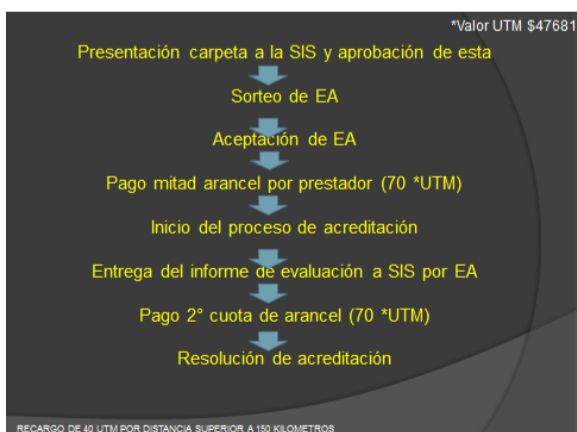 *Valor UTM $47681
Presentación carpeta a la SIS y aprobación de esta
Sorteo de EA
Aceptación de EA
Pago mitad arancel por prestador (70 *UTM)
Inicio del proceso de acreditación
Entrega del informe de evaluación a SIS por EA
Pago 2° cuota de arancel (70 *UTM)
Resolución de acreditación
RECARGO DE 40 UTM POR DISTANCIA SUPERIOR A 150 KILOMETROS